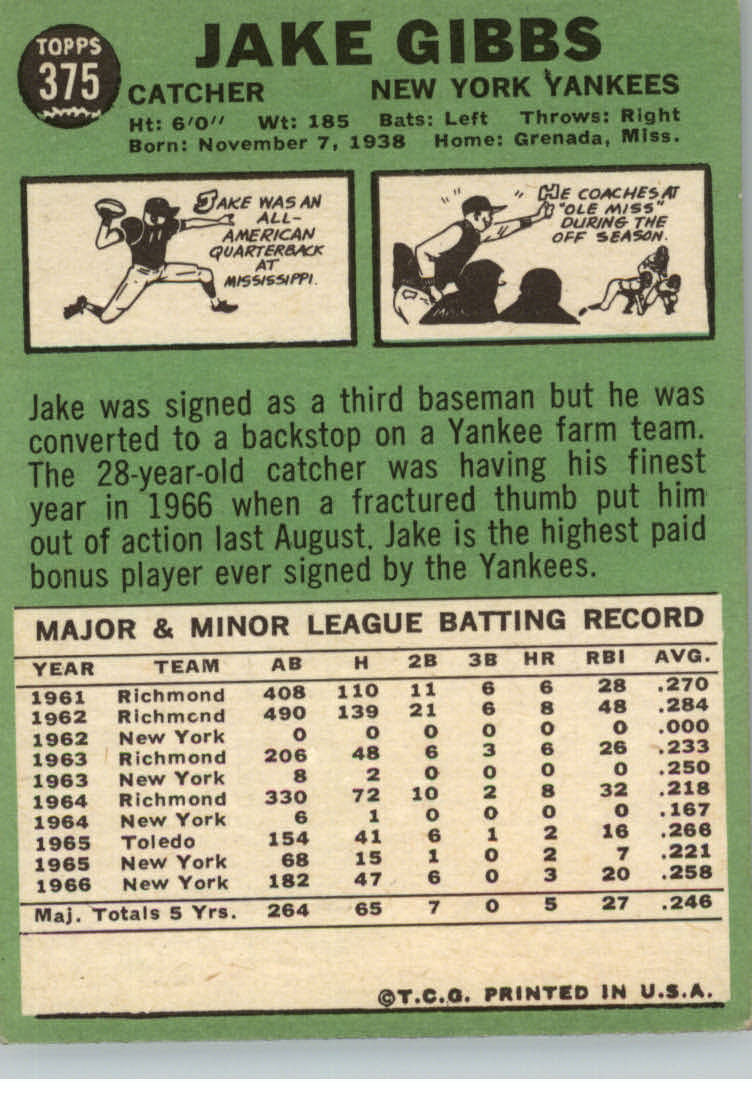 TOPPS
375
JAKE GIBBS
CATCHER NEW YORK YANKEES
Ht: 6'0" Wt: 185 Bats: Left Throws: Right
Born: November 7, 1938 Home: Grenada, Miss.
JAKE WAS AN
ALL-
AMERICAN
QUARTERBACK
AT
MISSISSIPPI.
HE COACHES AT
"OLE MISS"
DURING THE
OFF SEASON.
Jake was signed as a third baseman but he was
converted to a backstop on a Yankee farm team.
The 28-year-old catcher was having his finest
year in 1966 when a fractured thumb put him
out of action last August. Jake is the highest paid
bonus player ever signed by the Yankees.
MAJOR & MINOR LEAGUE BATTING RECORD
YEAR TEAM AB H 2B 3B HR RBI AVG.
1961 Richmond 408 110 11 6 6 28 .270
1962 Richmond 490 139 21 6 8 48 .284
1962 New York 0 0 0 0 0 0 .000
1963 Richmond 206 48 6 3 6 26 .233
1963 New York 8 2 0 0 0 0 .250
1964 Richmond 330 72 10 2 8 32 .218
1964 New York 6 1 0 0 0 0 .167
1965 Toledo 154 41 6 1 2 16 .266
1965 New York 68 15 1 0 2 7 .221
1966 New York 182 47 6 0 3 20 .258
Maj. Totals 5 Yrs. 264 65 7 0 5 27 .246
©T.C.G. PRINTED IN U.S.A.